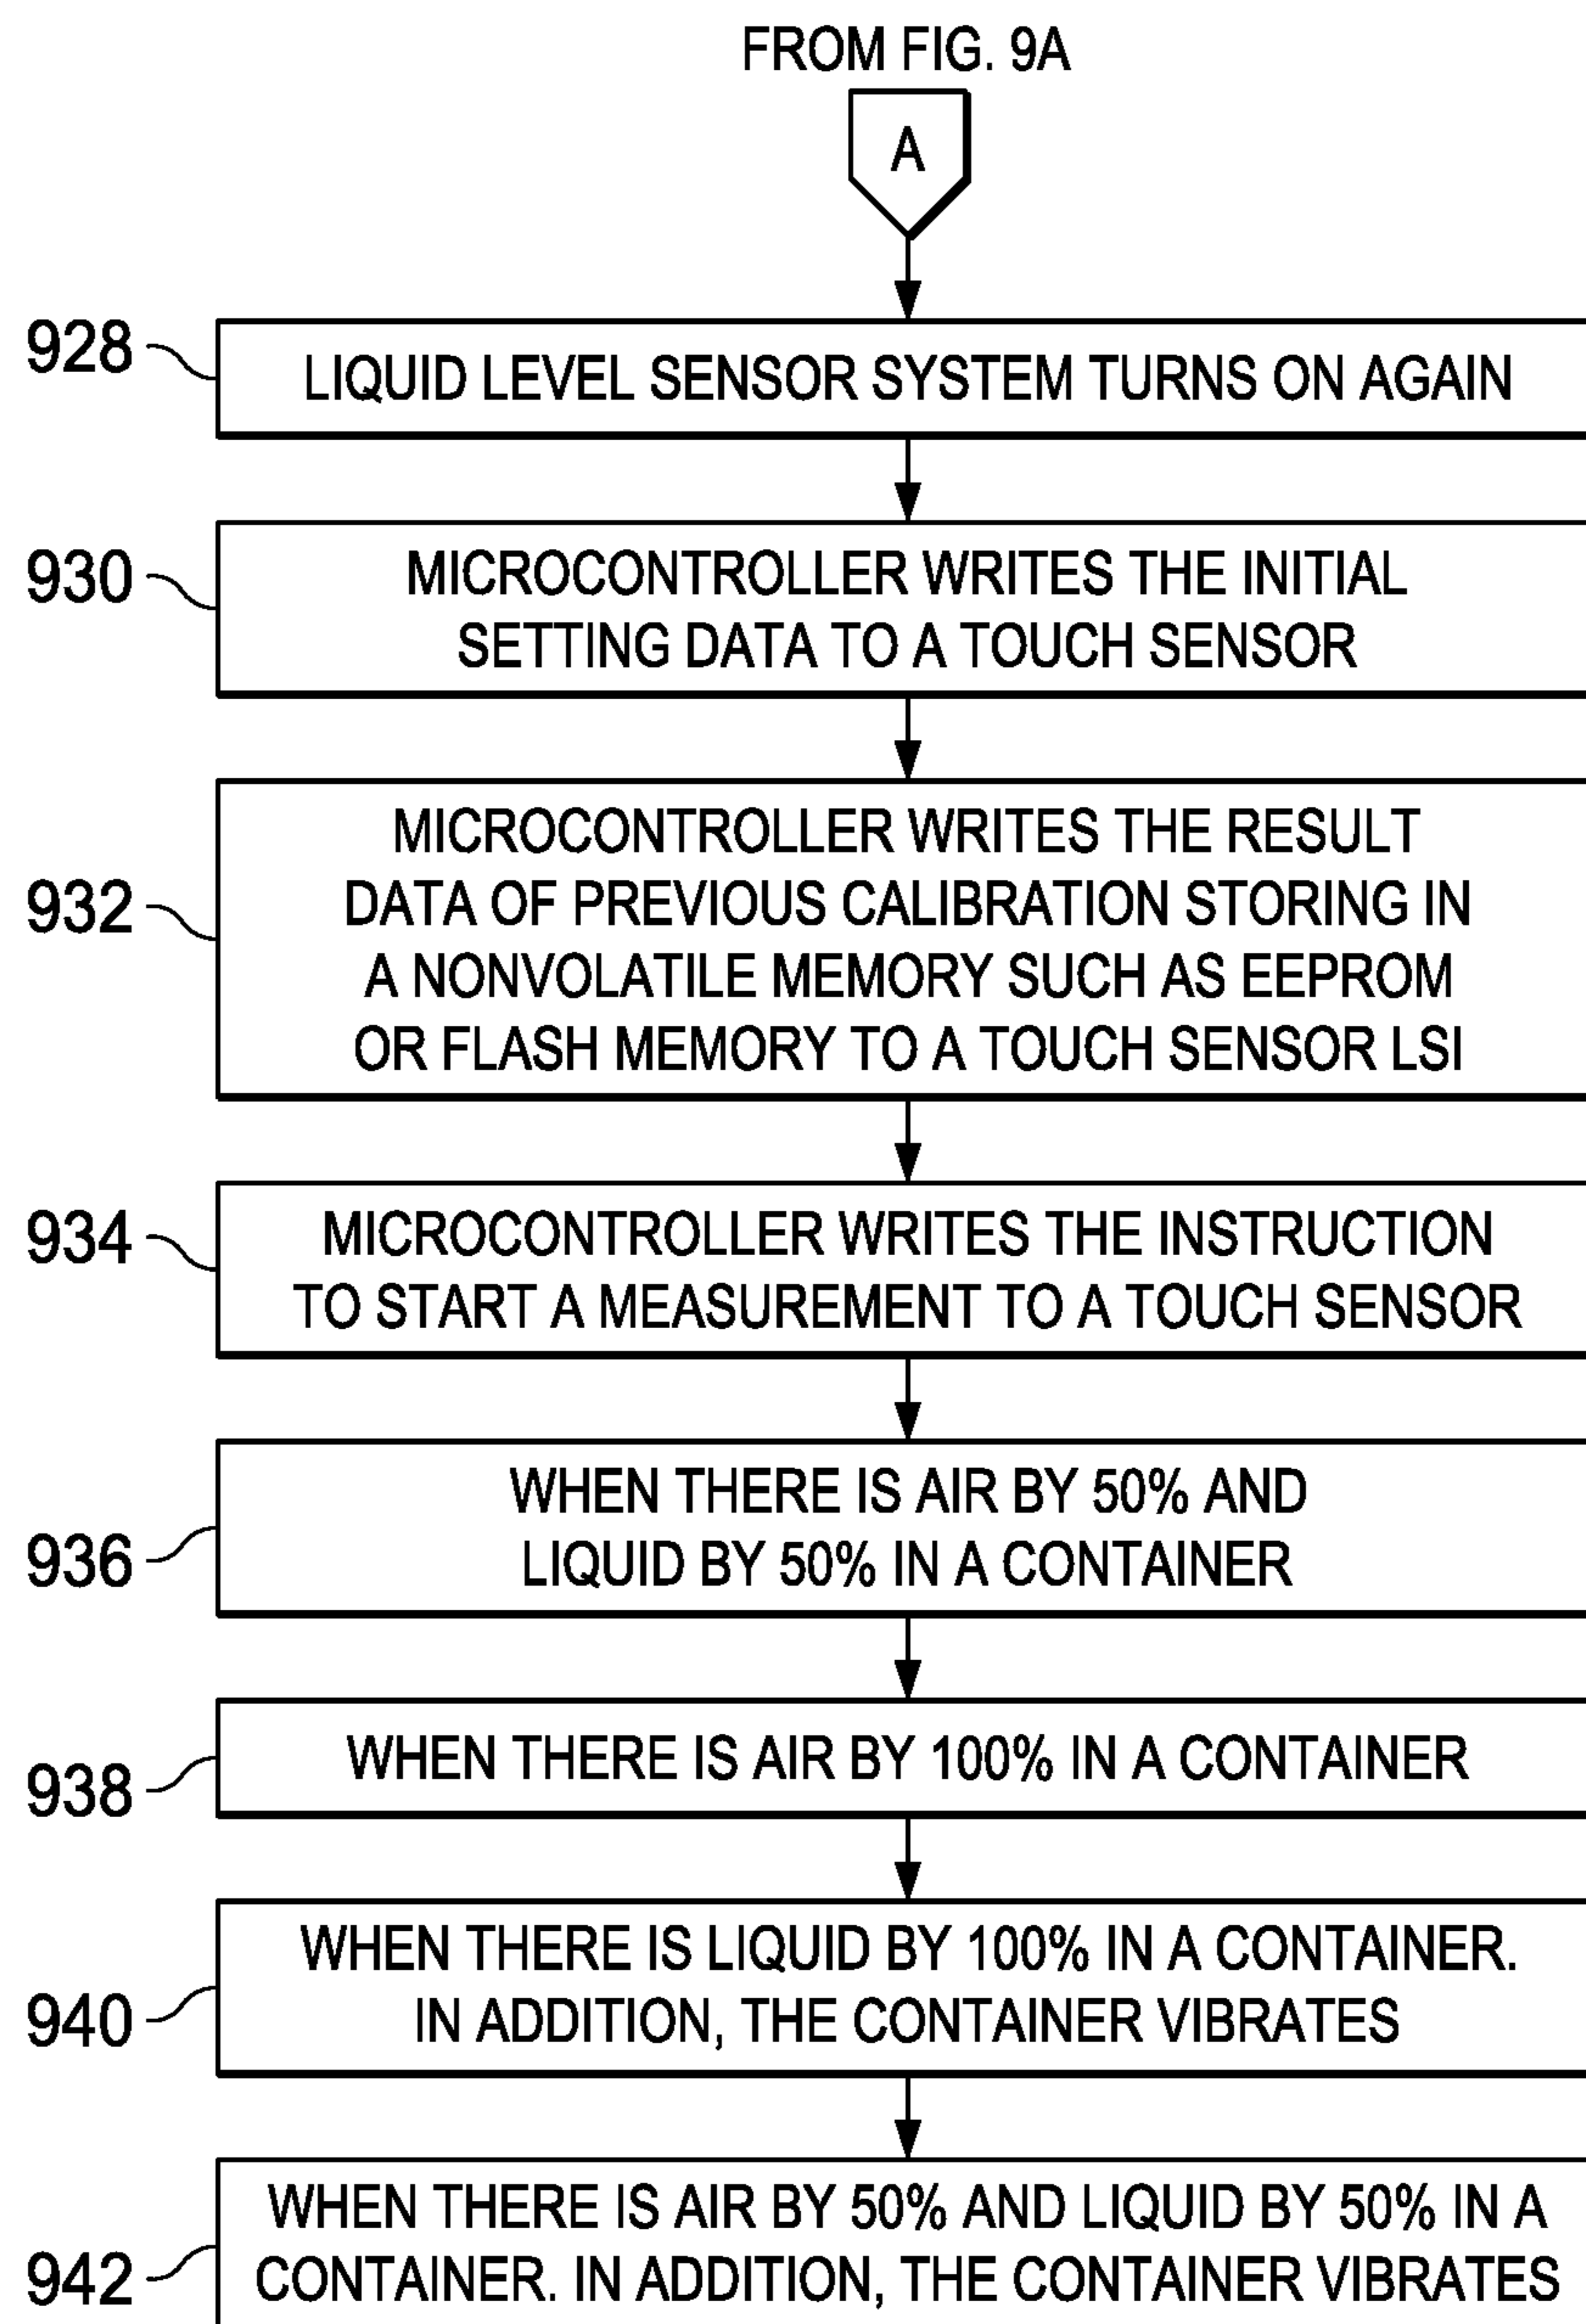 FROM FIG. 9A
A
928
LIQUID LEVEL SENSOR SYSTEM TURNS ON AGAIN
930
MICROCONTROLLER WRITES THE INITIAL
SETTING DATA TO A TOUCH SENSOR
932
MICROCONTROLLER WRITES THE RESULT
DATA OF PREVIOUS CALIBRATION STORING IN
A NONVOLATILE MEMORY SUCH AS EEPROM
OR FLASH MEMORY TO A TOUCH SENSOR LSI
934
MICROCONTROLLER WRITES THE INSTRUCTION
TO START A MEASUREMENT TO A TOUCH SENSOR
936
WHEN THERE IS AIR BY 50% AND
LIQUID BY 50% IN A CONTAINER
938
WHEN THERE IS AIR BY 100% IN A CONTAINER
940
WHEN THERE IS LIQUID BY 100% IN A CONTAINER.
IN ADDITION, THE CONTAINER VIBRATES
942
WHEN THERE IS AIR BY 50% AND LIQUID BY 50% IN A
CONTAINER. IN ADDITION, THE CONTAINER VIBRATES